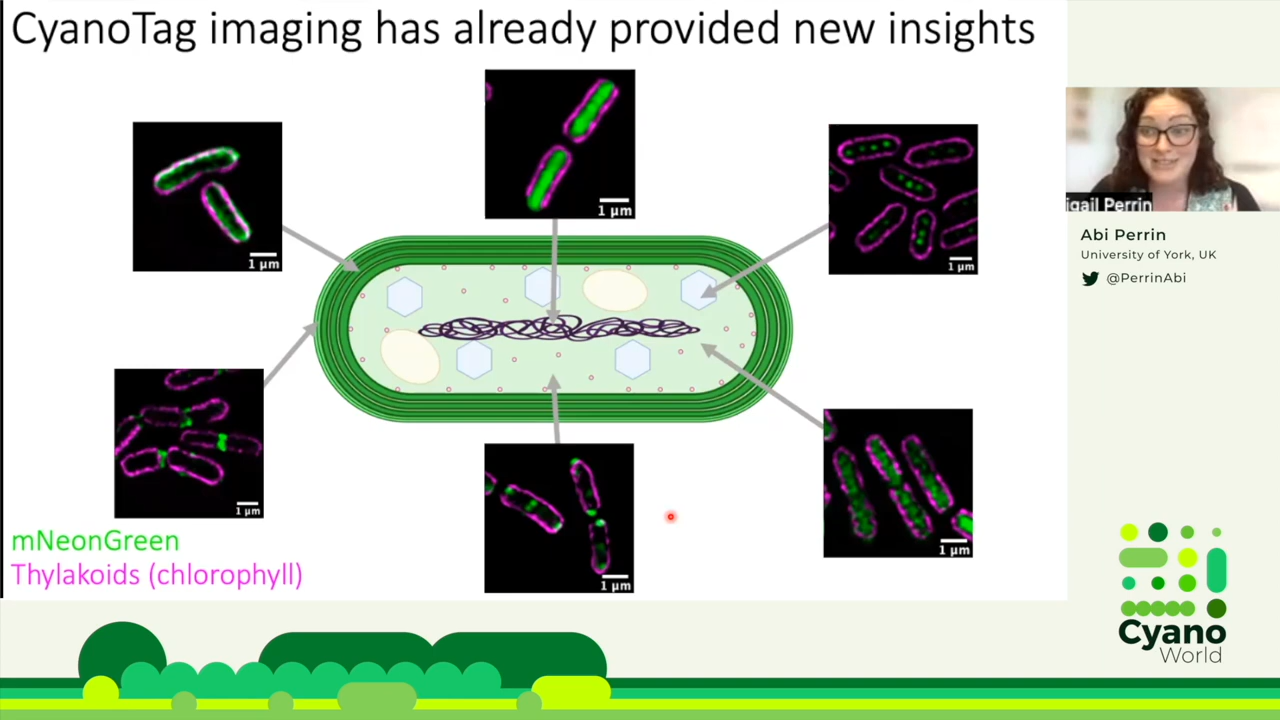 CyanoTag imaging has already provided new insights
1 μm
1 μm
1 μm
1 μm
1 μm
1 μm
mNeonGreen
Thylakoids (chlorophyll)
igail Perrin
Abi Perrin
University of York, UK
@PerrinAbi
Cyano
World